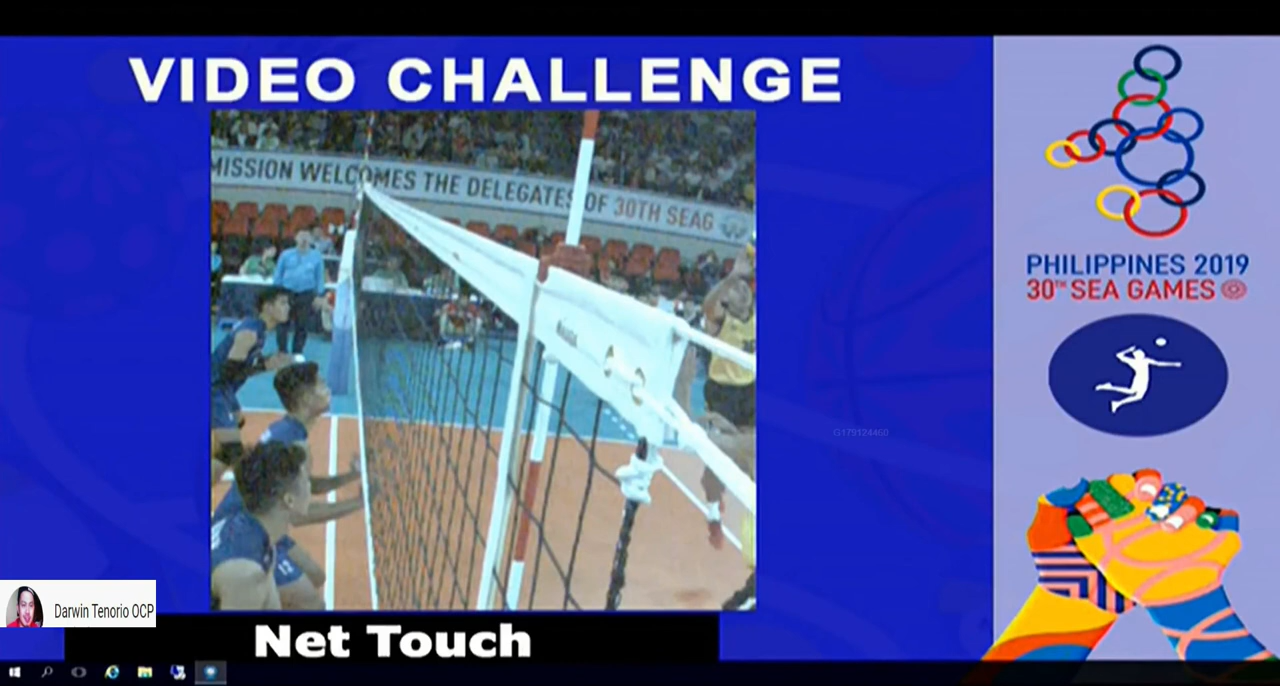 VIDEO CHALLENGE
MISSION WELCOMES THE DELEGATES OF 30TH SEAG
PHILIPPINES 2019
30TH SEA GAMES
G179124460
Darwin Tenorio OCP
Net Touch